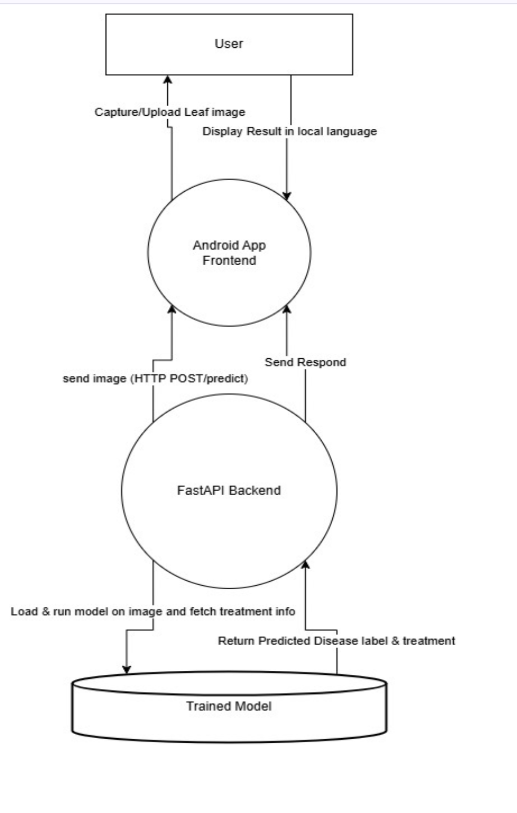 User
Capture/Upload Leaf image
Display Result in local language
Android App
Frontend
Send Respond
send image (HTTP POST/predict)
FastAPI Backend
Load & run model on image and fetch treatment info
Return Predicted Disease label & treatment
Trained Model